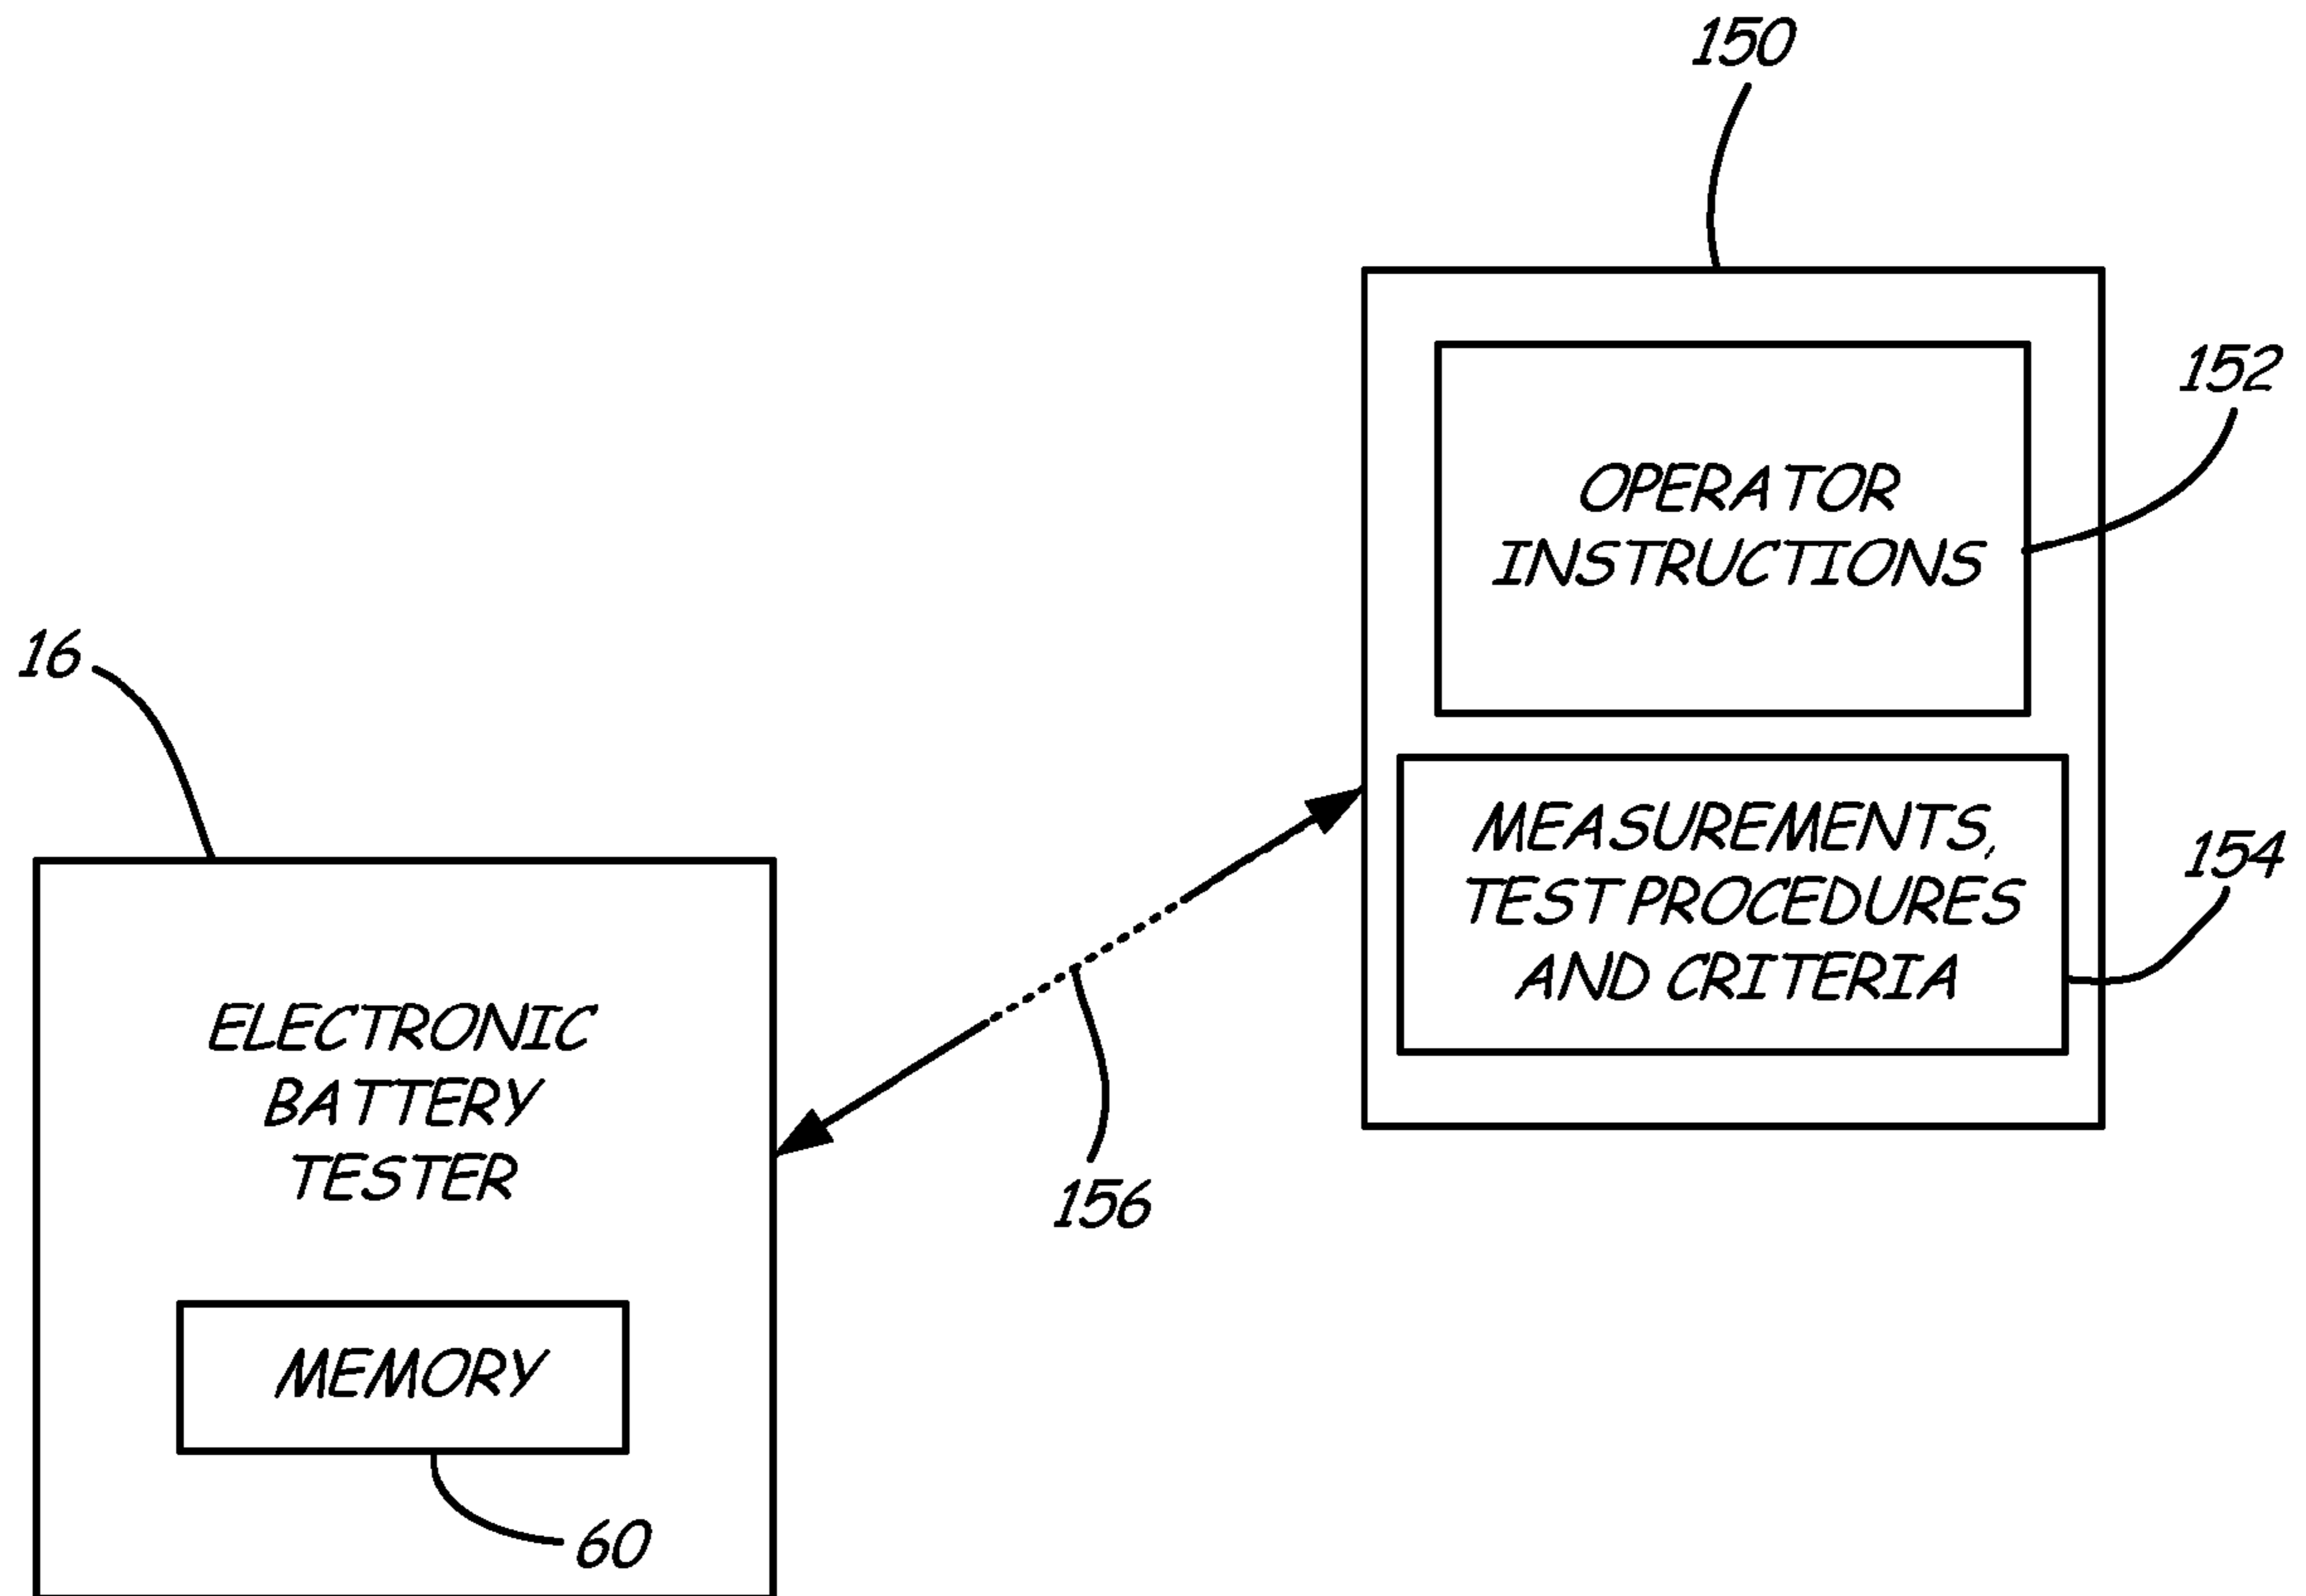 150
OPERATOR
INSTRUCTIONS
152
16
MEASUREMENTS,
TEST PROCEDURES
AND CRITERIA
154
ELECTRONIC
BATTERY
TESTER
156
MEMORY
60